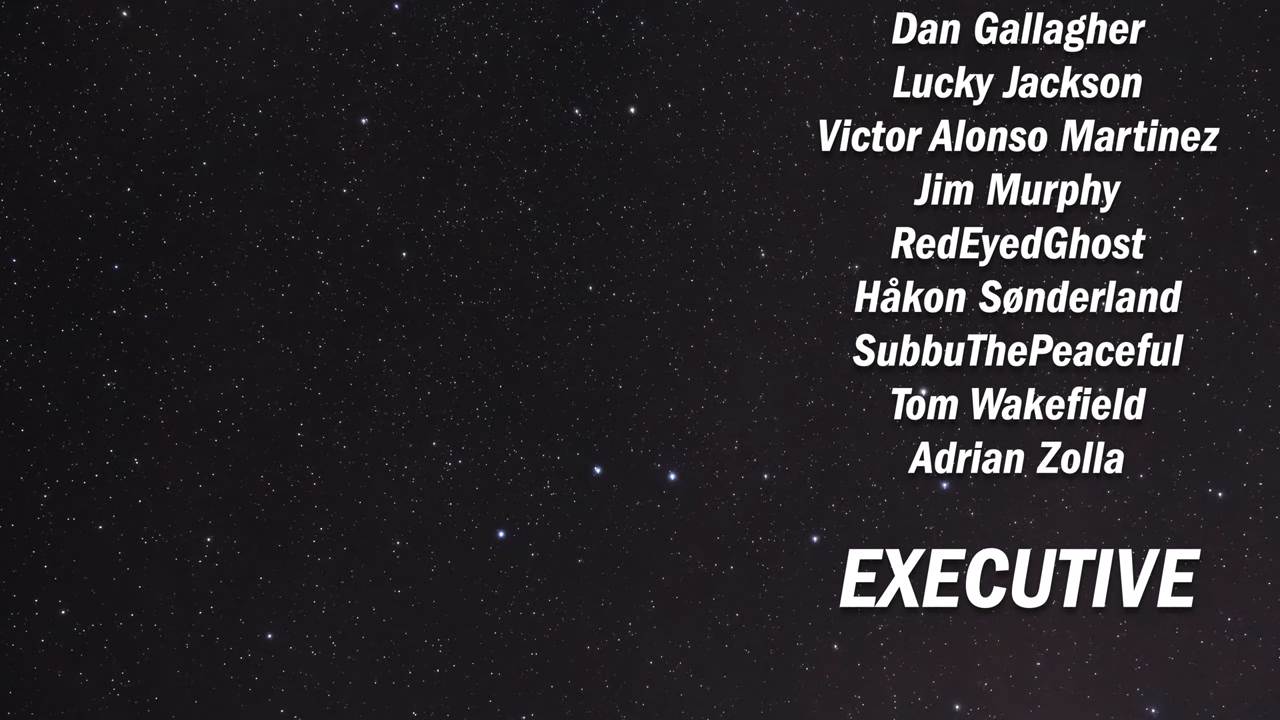 Dan Gallagher
Lucky Jackson
Victor Alonso Martinez
Jim Murphy
RedEyedGhost
Håkon Sønderland
SubbuThePeaceful
Tom Wakefield
Adrian Zolla
EXECUTIVE